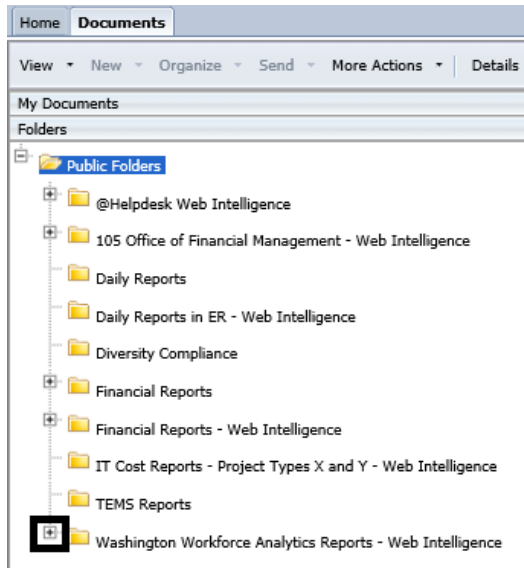 Home Documents
View New Organize Send More Actions Details
My Documents
Folders
Public Folders
@Helpdesk Web Intelligence
105 Office of Financial Management - Web Intelligence
Daily Reports
Daily Reports in ER - Web Intelligence
Diversity Compliance
Financial Reports
Financial Reports - Web Intelligence
IT Cost Reports - Project Types X and Y - Web Intelligence
TEMS Reports
Washington Workforce Analytics Reports - Web Intelligence